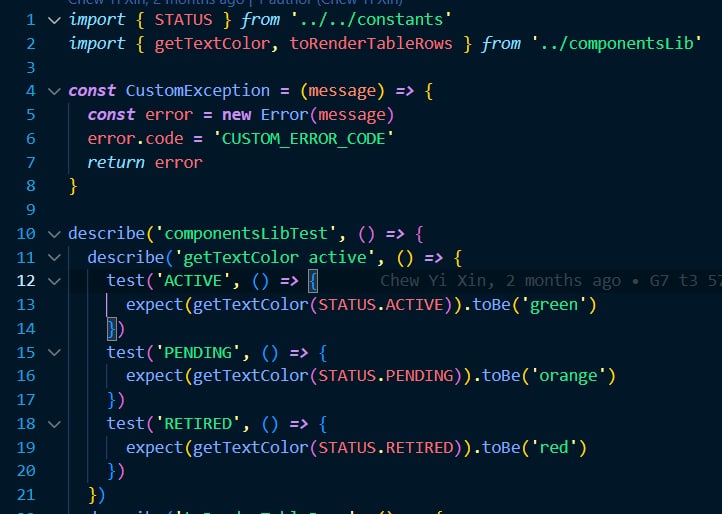 Chew Yi Xin, 2 months ago | 1 author (Chew Yi Xin)
1 import { STATUS } from '../../constants'
2 import { getTextColor, toRenderTableRows } from '../componentsLib'
3
4 const CustomException = (message) => {
5 const error = new Error(message)
6 error.code = 'CUSTOM_ERROR_CODE'
7 return error
8 }
9
10 describe('componentsLibTest', () => {
11 describe('getTextColor active', () => {
12 test('ACTIVE', () => { Chew Yi Xin, 2 months ago • G7 t3 57
13 expect(getTextColor(STATUS.ACTIVE)).toBe('green')
14 })
15 test('PENDING', () => {
16 expect(getTextColor(STATUS.PENDING)).toBe('orange')
17 })
18 test('RETIRED', () => {
19 expect(getTextColor(STATUS.RETIRED)).toBe('red')
20 })
21 })